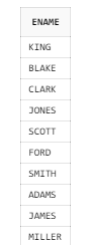 ENAME
KING
BLAKE
CLARK
JONES
SCOTT
FORD
SMITH
ADAMS
JAMES
MILLER